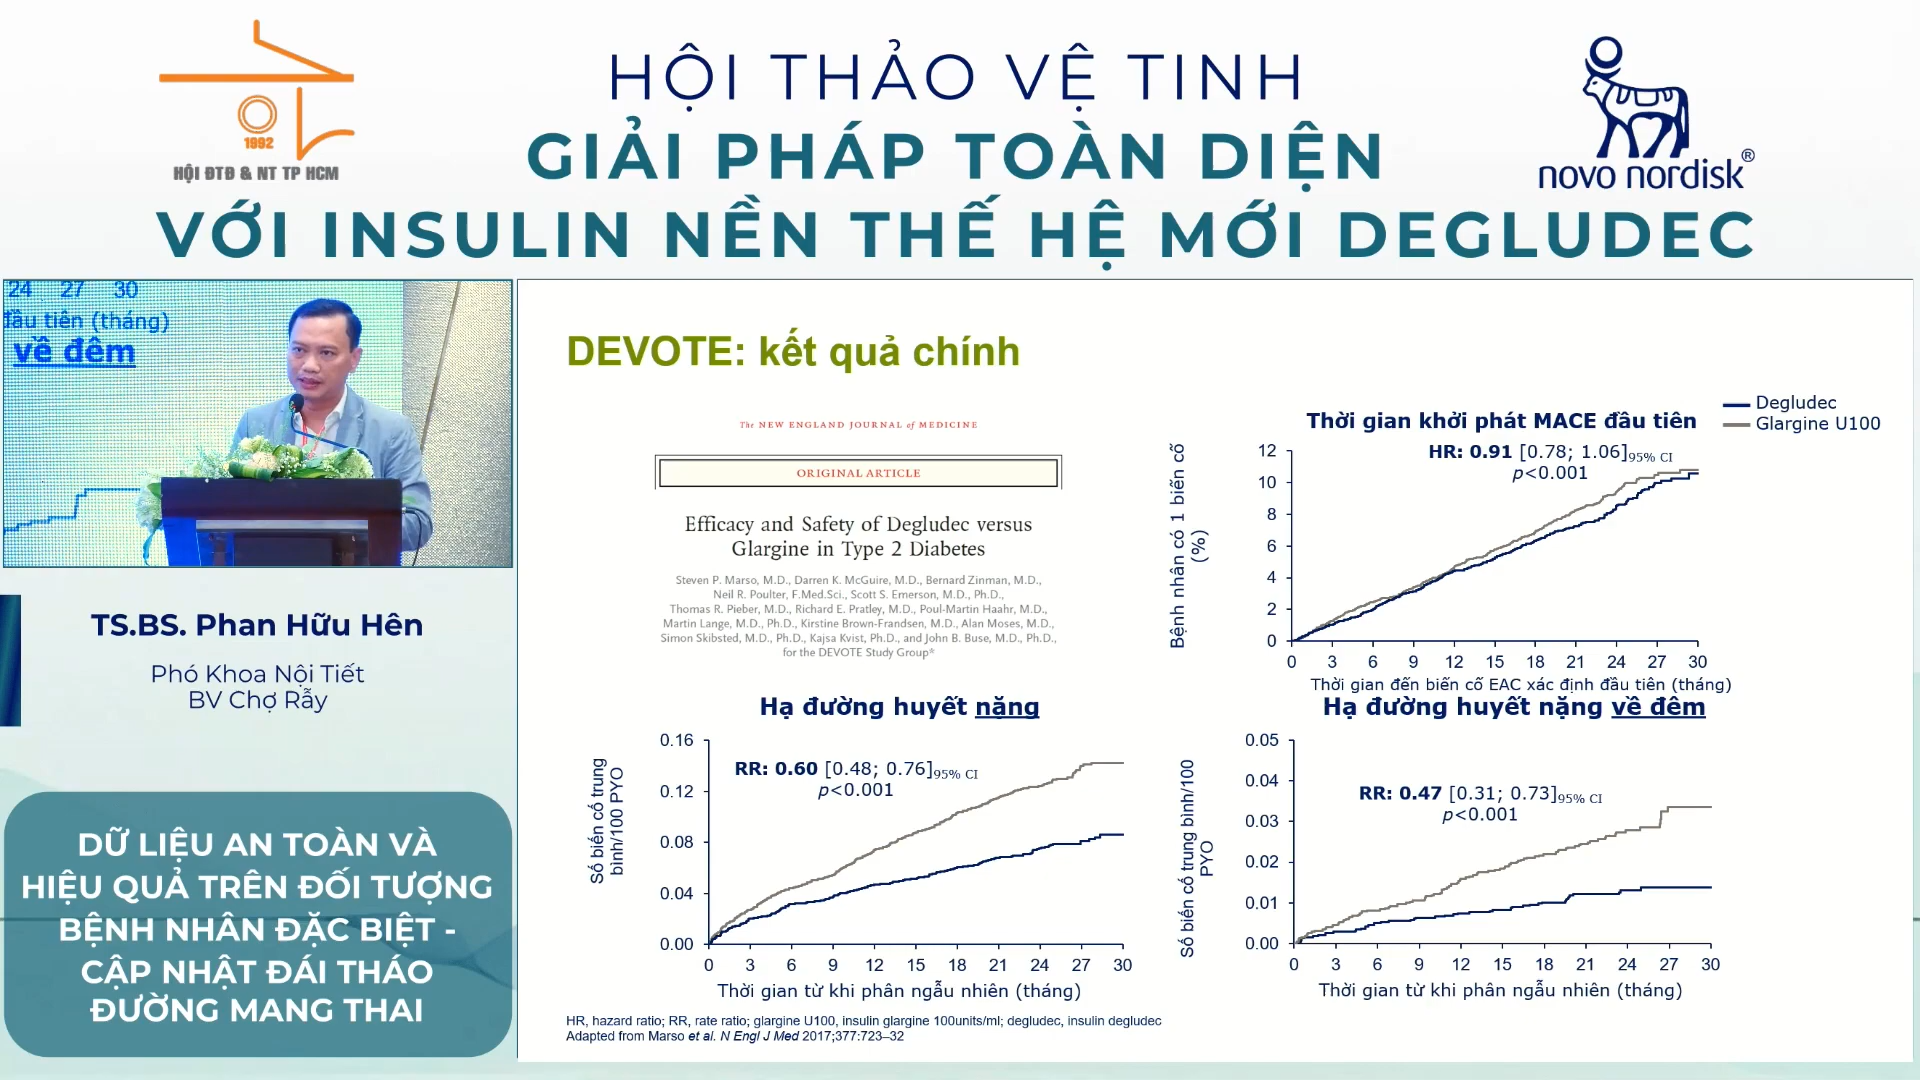 HỘI THẢO VỆ TINH
GIẢI PHÁP TOÀN DIỆN
VỚI INSULIN NỀN THẾ HỆ MỚI DEGLUDEC
1992
HỘI ĐTĐ & NT TP HCM
novo nordisk®
24 27 30
đầu tiên (tháng)
về đêm
TS.BS. Phan Hữu Hên
Phó Khoa Nội Tiết
BV Chợ Rẫy
DỮ LIỆU AN TOÀN VÀ
HIỆU QUẢ TRÊN ĐỐI TƯỢNG
BỆNH NHÂN ĐẶC BIỆT -
CẬP NHẬT ĐÁI THÁO
ĐƯỜNG MANG THAI
DEVOTE: kết quả chính
The NEW ENGLAND JOURNAL of MEDICINE
ORIGINAL ARTICLE
Efficacy and Safety of Degludec versus
Glargine in Type 2 Diabetes
Steven P. Marso, M.D., Darren K. McGuire, M.D., Bernard Zinman, M.D.,
Neil R. Poulter, F.Med.Sci., Scott S. Emerson, M.D., Ph.D.,
Thomas R. Pieber, M.D., Richard E. Pratley, M.D., Poul-Martin Haahr, M.D.,
Martin Lange, M.D., Ph.D., Kirstine Brown-Frandsen, M.D., Alan Moses, M.D.,
Simon Skibsted, M.D., Ph.D., Kajsa Kvist, Ph.D., and John B. Buse, M.D., Ph.D.,
for the DEVOTE Study Group*
Thời gian khởi phát MACE đầu tiên
Degludec
Glargine U100
HR: 0.91 [0.78; 1.06]95% CI
p<0.001
Bệnh nhân có 1 biến cố
(%)
12
10
8
6
4
2
0
0 3 6 9 12 15 18 21 24 27 30
Thời gian đến biến cố EAC xác định đầu tiên (tháng)
Hạ đường huyết nặng
RR: 0.60 [0.48; 0.76]95% CI
p<0.001
Số biến cố trung
bình/100 PYO
0.16
0.12
0.08
0.04
0.00
0 3 6 9 12 15 18 21 24 27 30
Thời gian từ khi phân ngẫu nhiên (tháng)
Hạ đường huyết nặng về đêm
RR: 0.47 [0.31; 0.73]95% CI
p<0.001
Số biến cố trung bình/100
PYO
0.05
0.04
0.03
0.02
0.01
0.00
0 3 6 9 12 15 18 21 24 27 30
Thời gian từ khi phân ngẫu nhiên (tháng)
HR, hazard ratio; RR, rate ratio; glargine U100, insulin glargine 100units/ml; degludec, insulin degludec
Adapted from Marso et al. N Engl J Med 2017;377:723–32